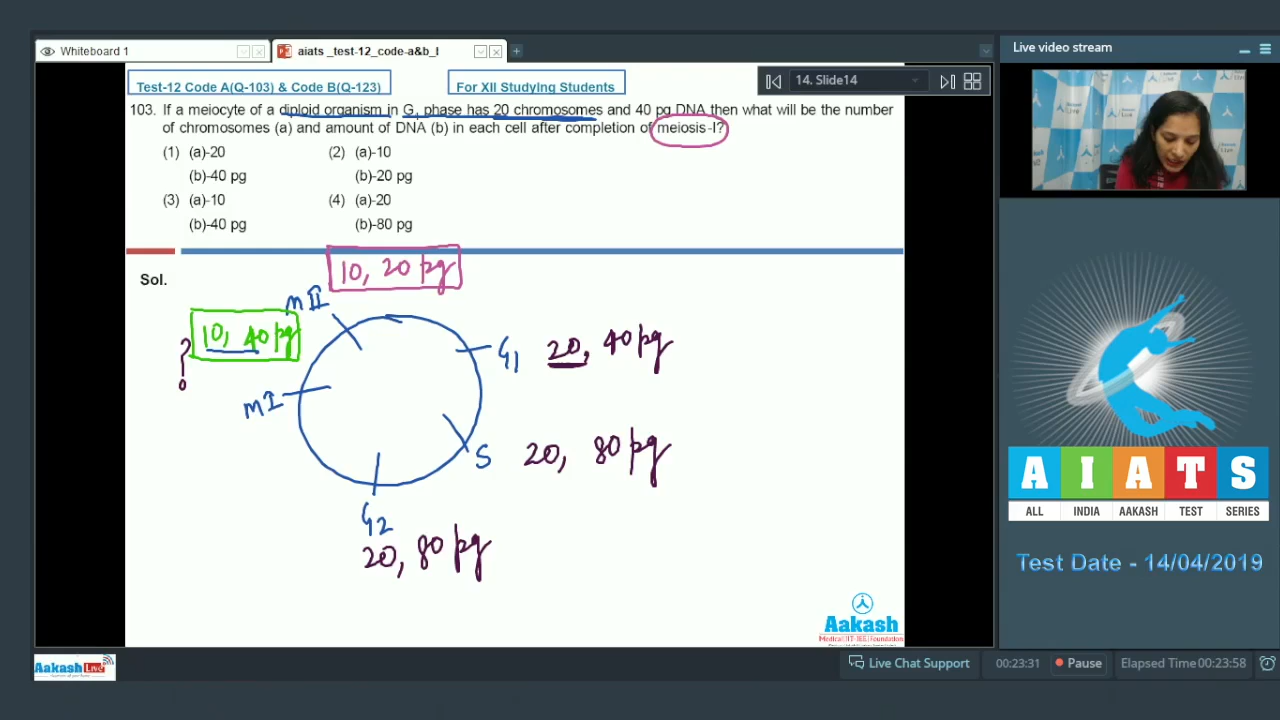 Whiteboard 1
aiats _test-12_code-a&b_l
+
Live video stream
Test-12 Code A(Q-103) & Code B(Q-123)
For XII Studying Students
14. Slide14
103. If a meiocyte of a diploid organism in G₁ phase has 20 chromosomes and 40 pg DNA then what will be the number
of chromosomes (a) and amount of DNA (b) in each cell after completion of meiosis-I?
(1) (a)-20 (2) (a)-10
(b)-40 pg (b)-20 pg
(3) (a)-10 (4) (a)-20
(b)-40 pg (b)-80 pg
Sol.
10, 20 pg
mII
10, 40 pg
?
G1 20, 40 pg
mI
S 20, 80 pg
G2
20, 80 pg
AIATS
ALL INDIA AAKASH TEST SERIES
Test Date - 14/04/2019
Aakash
Medical|IIT-JEE|Foundations
Aakash Live
Live Chat Support
00:23:31
Pause
Elapsed Time 00:23:58